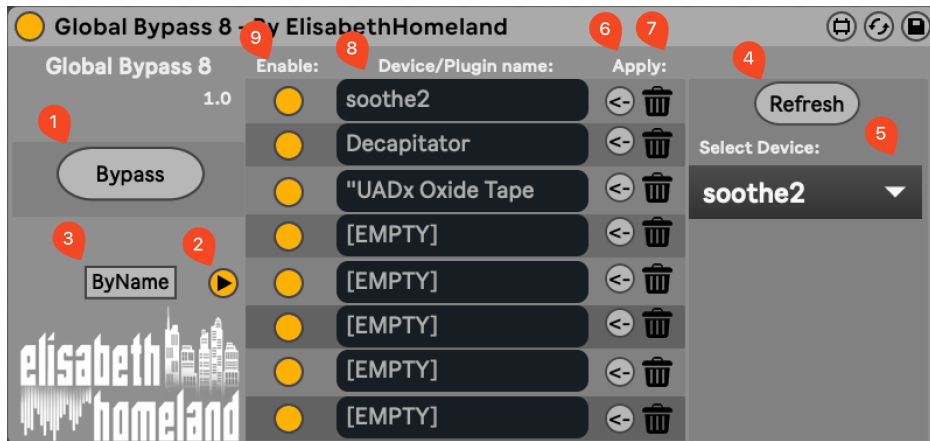 Global Bypass 8 - By ElisabethHomeland
9
8
6
7
Global Bypass 8
Enable:
Device/Plugin name:
Apply:
4
1.0
soothe2
<-
Refresh
1
Decapitator
<-
5
Select Device:
Bypass
"UADx Oxide Tape
<-
soothe2
3
2
[EMPTY]
<-
ByName
[EMPTY]
<-
[EMPTY]
<-
elisabeth
homeland
[EMPTY]
<-
[EMPTY]
<-